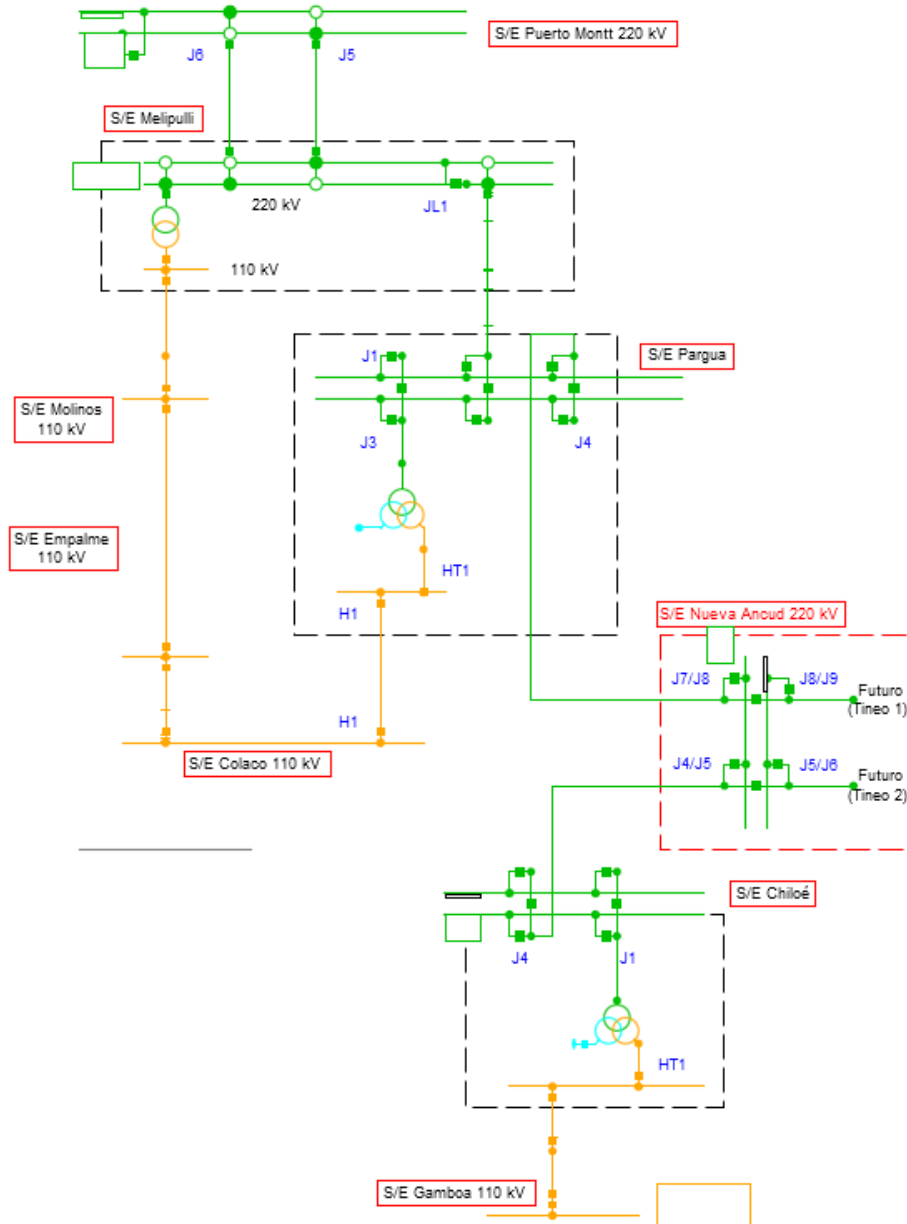 S/E Puerto Montt 220 kV
J6
J5
S/E Melipulli
220 kV
JL1
110 kV
J1
S/E Pargua
S/E Molinos
110 kV
J3
J4
S/E Empalme
110 kV
HT1
H1
S/E Nueva Ancud 220 kV
J7/J8
J8/J9
Futuro
(Tineo 1)
H1
S/E Colaco 110 kV
J4/J5
J5/J6
Futuro
(Tineo 2)
S/E Chiloé
J4
J1
HT1
S/E Gamboa 110 kV